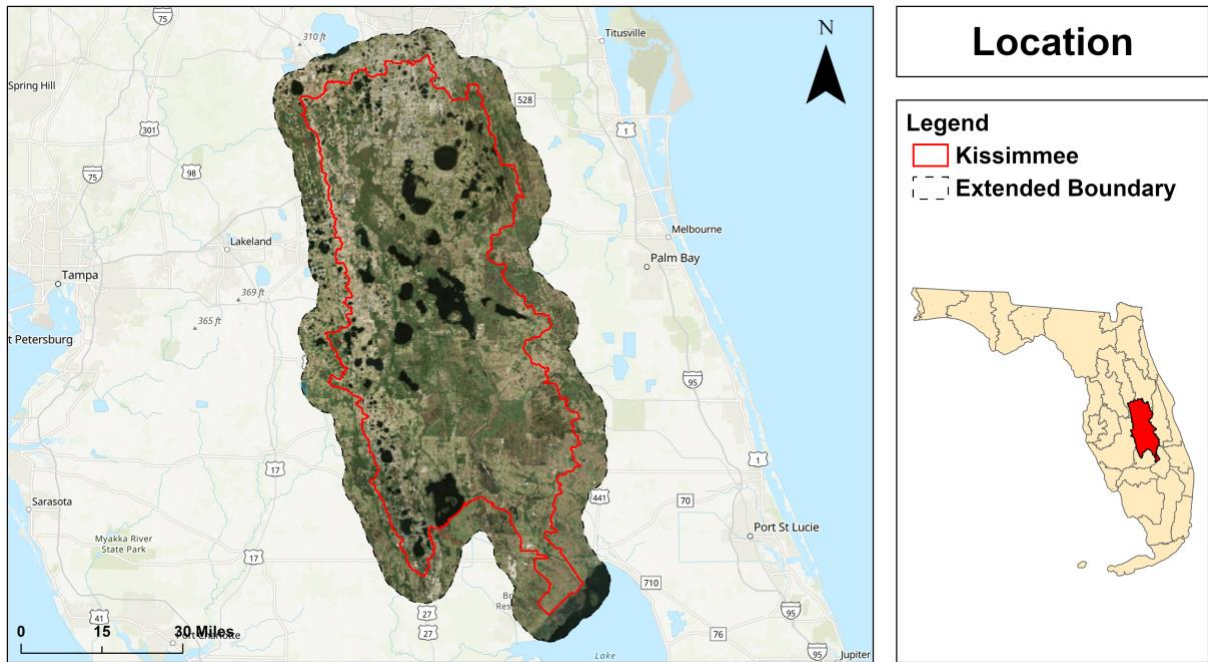 75
310 ft
Titusville
N
Spring Hill
528
301
1
98
75
Lakeland
Melbourne
Palm Bay
Tampa
369 ft
365 ft
t Petersburg
95
17
1
Sarasota
441
70
Port St Lucie
Myakka River
State Park
17
710
27
95
41
27
76
0 15 30 Miles
Lake
95
Jupiter
Location
Legend
Kissimmee
Extended Boundary